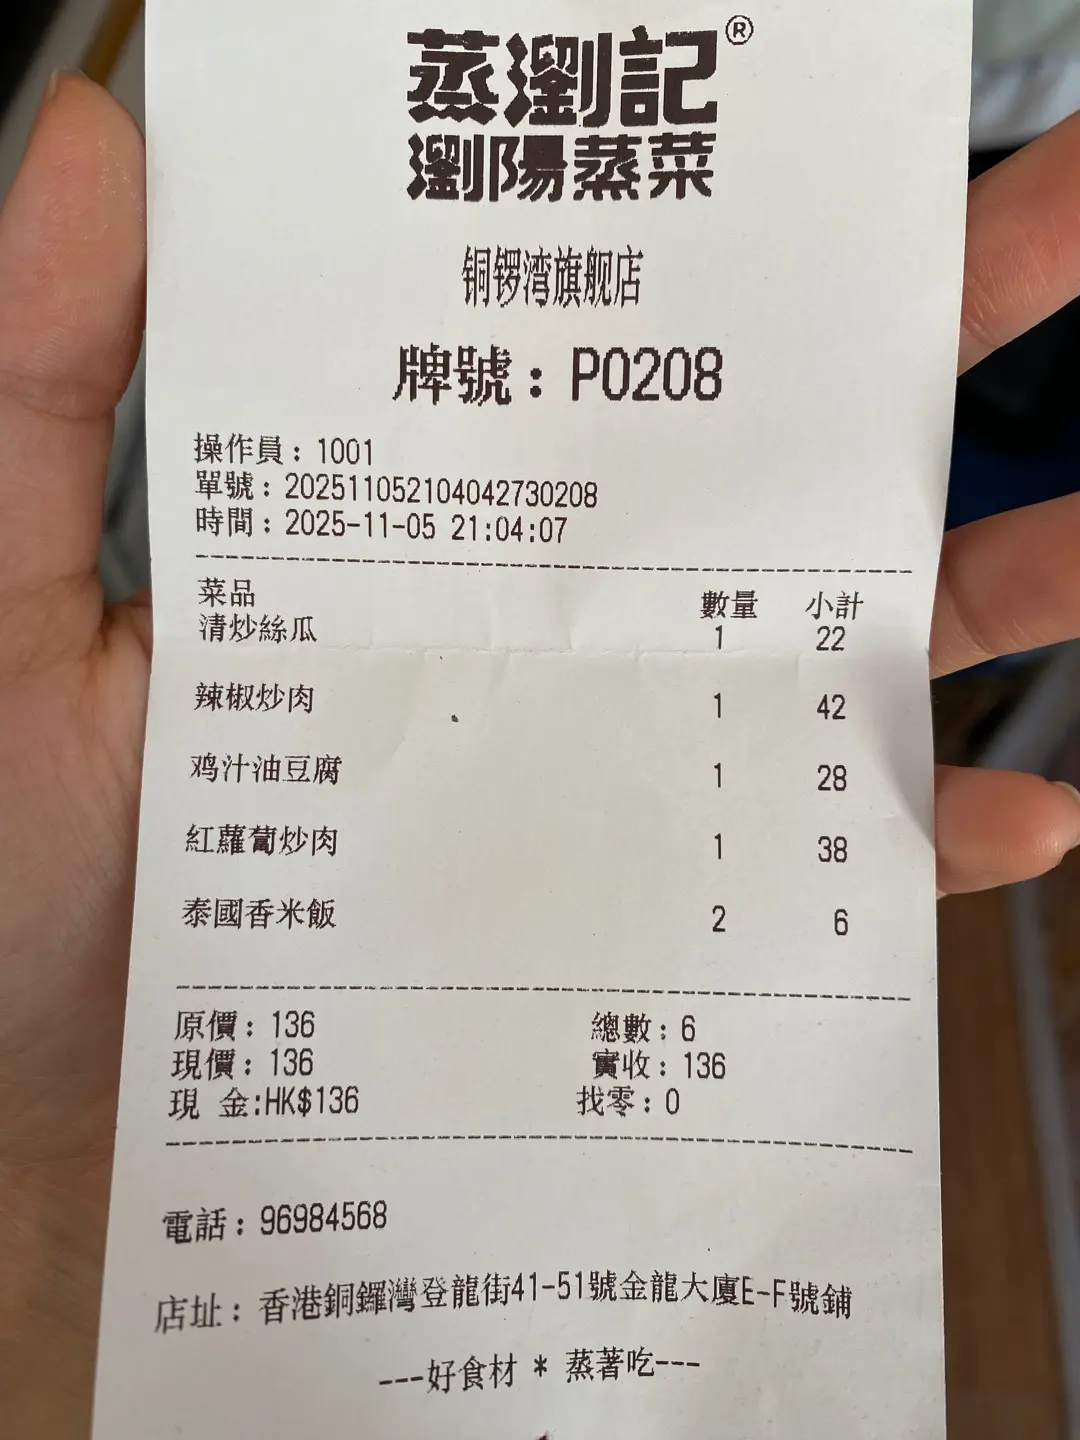 蒸瀏記®
瀏陽蒸菜
铜锣湾旗舰店
牌號：P0208
操作員：1001
單號：202511052104042730208
時間：2025-11-05 21:04:07
菜品 數量 小計
清炒絲瓜 1 22
辣椒炒肉 1 42
鸡汁油豆腐 1 28
紅蘿蔔炒肉 1 38
泰國香米飯 2 6
原價：136 總數：6
現價：136 實收：136
現 金:HK$136 找零：0
電話：96984568
店址：香港銅鑼灣登龍街41-51號金龍大廈E-F號鋪
---好食材 * 蒸著吃---